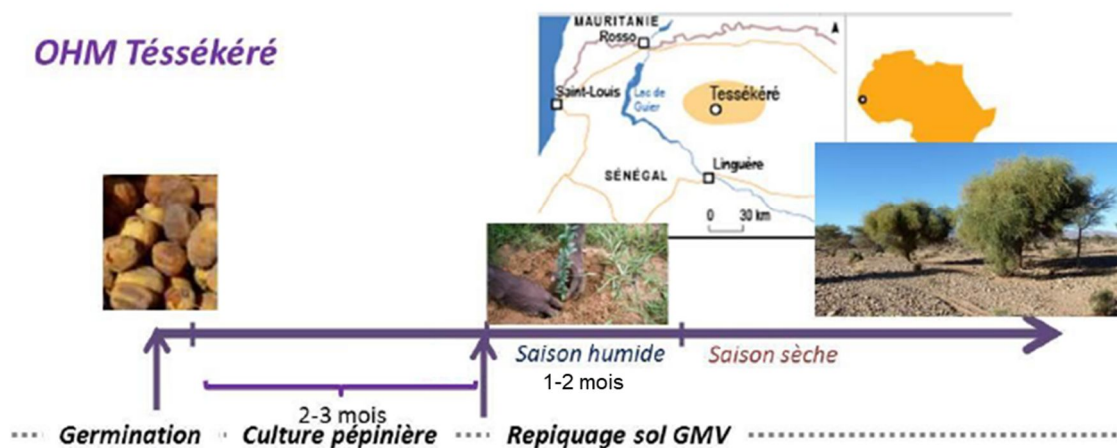 OHM Téssékéré
MAURITANIE
Rosso
Saint-Louis
Lac de
Guier
Tessékéré
Linguère
SÉNÉGAL
0 30 km
Saison humide
Saison sèche
1-2 mois
2-3 mois
Germination
Culture pépinière
Repiquage sol GMV